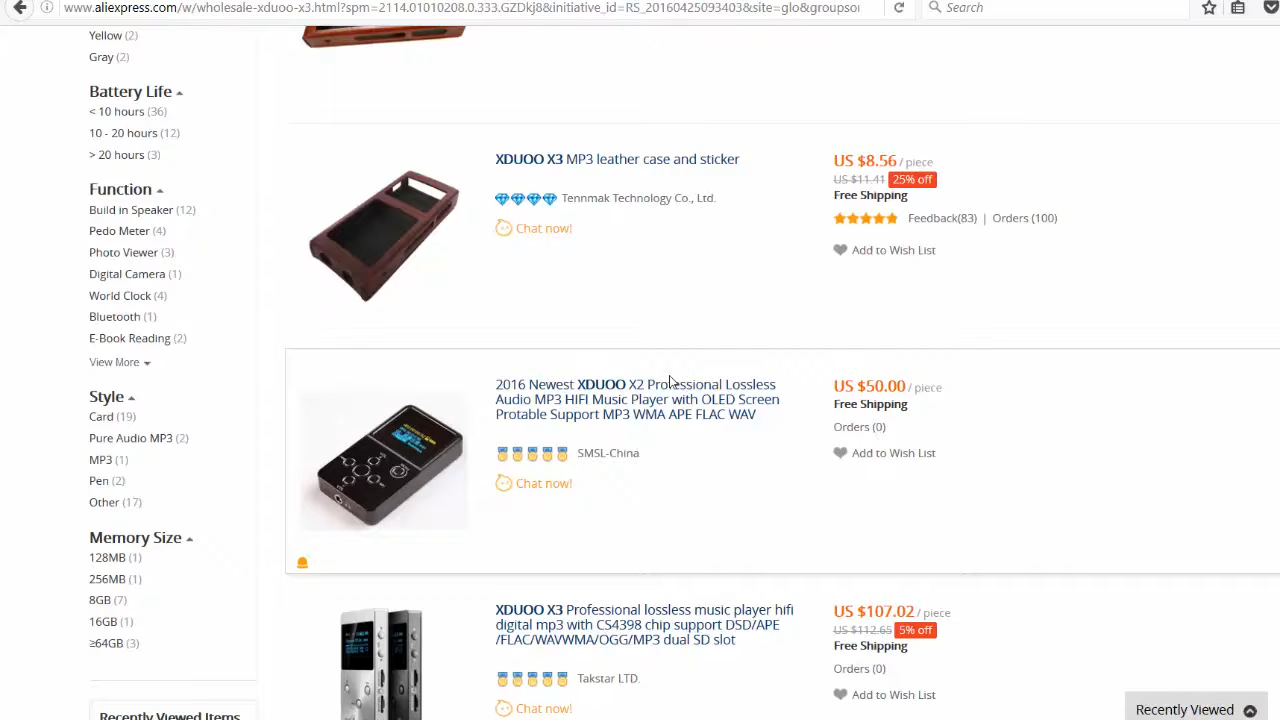 www.aliexpress.com/w/wholesale-xduoo-x3.html?spm=2114.01010208.0.333.GZDkj8&initiative_id=RS_20160425093403&site=glo&groupsor
Search
Yellow (2)
Gray (2)
Battery Life
< 10 hours (36)
10 - 20 hours (12)
> 20 hours (3)
Function
Build in Speaker (12)
Pedo Meter (4)
Photo Viewer (3)
Digital Camera (1)
World Clock (4)
Bluetooth (1)
E-Book Reading (2)
View More
Style
Card (19)
Pure Audio MP3 (2)
MP3 (1)
Pen (2)
Other (17)
Memory Size
128MB (1)
256MB (1)
8GB (7)
16GB (1)
≥64GB (3)
Recently Viewed Items
XDUOO X3 MP3 leather case and sticker
Tennmak Technology Co., Ltd.
Chat now!
US $8.56 / piece
US $11.41 25% off
Free Shipping
Feedback(83) | Orders (100)
Add to Wish List
2016 Newest XDUOO X2 Professional Lossless
Audio MP3 HIFI Music Player with OLED Screen
Protable Support MP3 WMA APE FLAC WAV
SMSL-China
Chat now!
US $50.00 / piece
Free Shipping
Orders (0)
Add to Wish List
XDUOO X3 Professional lossless music player hifi
digital mp3 with CS4398 chip support DSD/APE
/FLAC/WAVWMA/OGG/MP3 dual SD slot
Takstar LTD.
Chat now!
US $107.02 / piece
US $112.65 5% off
Free Shipping
Orders (0)
Add to Wish List
Recently Viewed